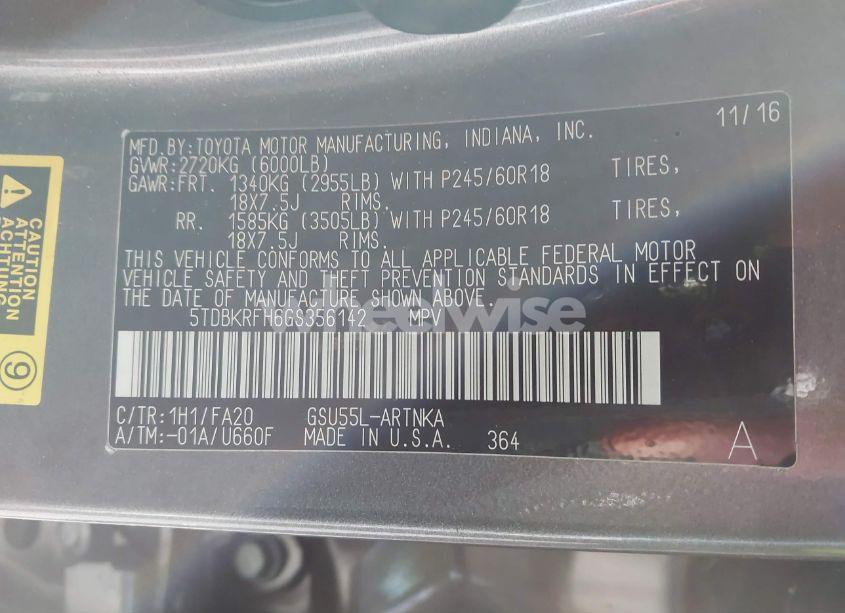 11/16
MFD.BY:TOYOTA MOTOR MANUFACTURING, INDIANA, INC.
GVWR:2720KG (6000LB)
GAWR:FRT. 1340KG (2955LB) WITH P245/60R18 TIRES,
18X7.5J RIMS.
RR. 1585KG (3505LB) WITH P245/60R18 TIRES,
18X7.5J RIMS.
THIS VEHICLE CONFORMS TO ALL APPLICABLE FEDERAL MOTOR
VEHICLE SAFETY AND THEFT PREVENTION STANDARDS IN EFFECT ON
THE DATE OF MANUFACTURE SHOWN ABOVE.
5TDBKRFH6GS356142 MPV
C/TR:1H1/FA20 GSU55L-ARTNKA
A/TM:-01A/U660F MADE IN U.S.A. 364
A
CAUTION
ATTENTION
ACHTUNG
9